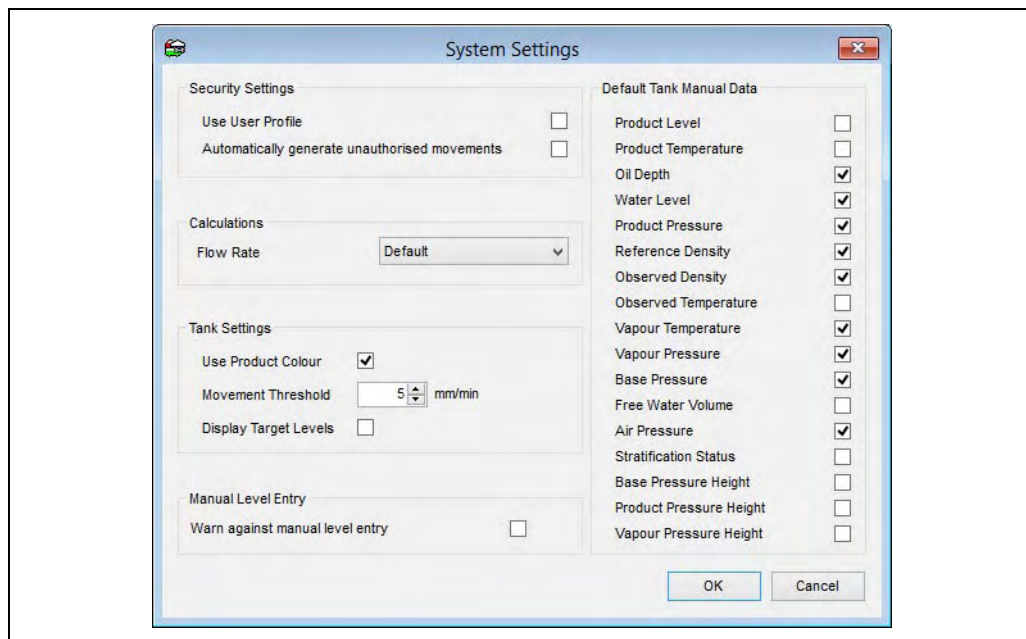 System Settings
Security Settings
Use User Profile
Automatically generate unauthorised movements
Calculations
Flow Rate
Default
Tank Settings
Use Product Colour
Movement Threshold 5 mm/min
Display Target Levels
Manual Level Entry
Warn against manual level entry
Default Tank Manual Data
Product Level
Product Temperature
Oil Depth
Water Level
Product Pressure
Reference Density
Observed Density
Observed Temperature
Vapour Temperature
Vapour Pressure
Base Pressure
Free Water Volume
Air Pressure
Stratification Status
Base Pressure Height
Product Pressure Height
Vapour Pressure Height
OK Cancel